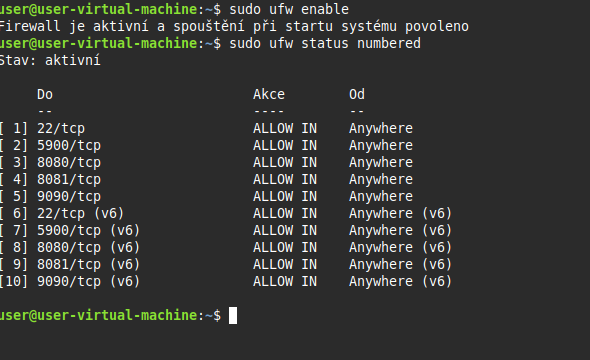 user@user-virtual-machine:~$ sudo ufw enable
Firewall je aktivní a spouštění při startu systému povoleno
user@user-virtual-machine:~$ sudo ufw status numbered
Stav: aktivní
Do Akce Od
-- ---- --
[ 1] 22/tcp ALLOW IN Anywhere
[ 2] 5900/tcp ALLOW IN Anywhere
[ 3] 8080/tcp ALLOW IN Anywhere
[ 4] 8081/tcp ALLOW IN Anywhere
[ 5] 9090/tcp ALLOW IN Anywhere
[ 6] 22/tcp (v6) ALLOW IN Anywhere (v6)
[ 7] 5900/tcp (v6) ALLOW IN Anywhere (v6)
[ 8] 8080/tcp (v6) ALLOW IN Anywhere (v6)
[ 9] 8081/tcp (v6) ALLOW IN Anywhere (v6)
[10] 9090/tcp (v6) ALLOW IN Anywhere (v6)
user@user-virtual-machine:~$